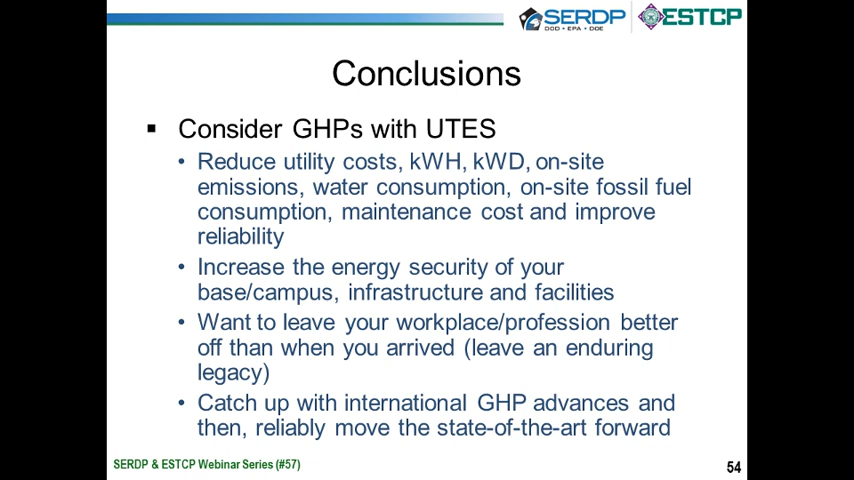 SERDP
DOD • EPA • DOE
ESTCP
Conclusions
▪ Consider GHPs with UTES
• Reduce utility costs, kWH, kWD, on-site
emissions, water consumption, on-site fossil fuel
consumption, maintenance cost and improve
reliability
• Increase the energy security of your
base/campus, infrastructure and facilities
• Want to leave your workplace/profession better
off than when you arrived (leave an enduring
legacy)
• Catch up with international GHP advances and
then, reliably move the state-of-the-art forward
SERDP & ESTCP Webinar Series (#57)
54